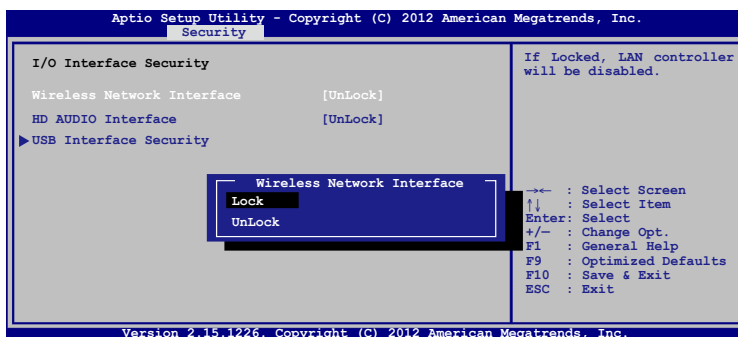 Aptio Setup Utility - Copyright (C) 2012 American Megatrends, Inc.
Security
I/O Interface Security
Wireless Network Interface [UnLock]
HD AUDIO Interface [UnLock]
USB Interface Security
If Locked, LAN controller
will be disabled.
Wireless Network Interface
Lock
UnLock
→← : Select Screen
↑↓ : Select Item
Enter: Select
+/— : Change Opt.
F1 : General Help
F9 : Optimized Defaults
F10 : Save & Exit
ESC : Exit
Version 2.15.1226. Copyright (C) 2012 American Megatrends, Inc.